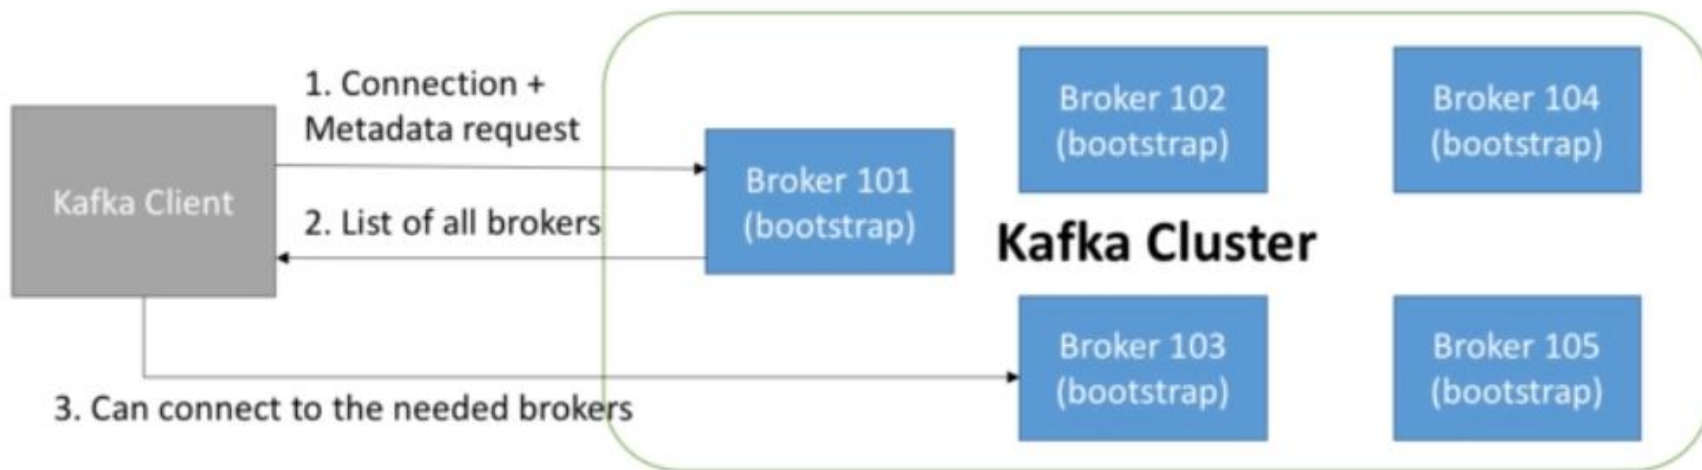 1. Connection +
Metadata request
Kafka Client
2. List of all brokers
3. Can connect to the needed brokers
Broker 101
(bootstrap)
Broker 102
(bootstrap)
Broker 104
(bootstrap)
Kafka Cluster
Broker 103
(bootstrap)
Broker 105
(bootstrap)